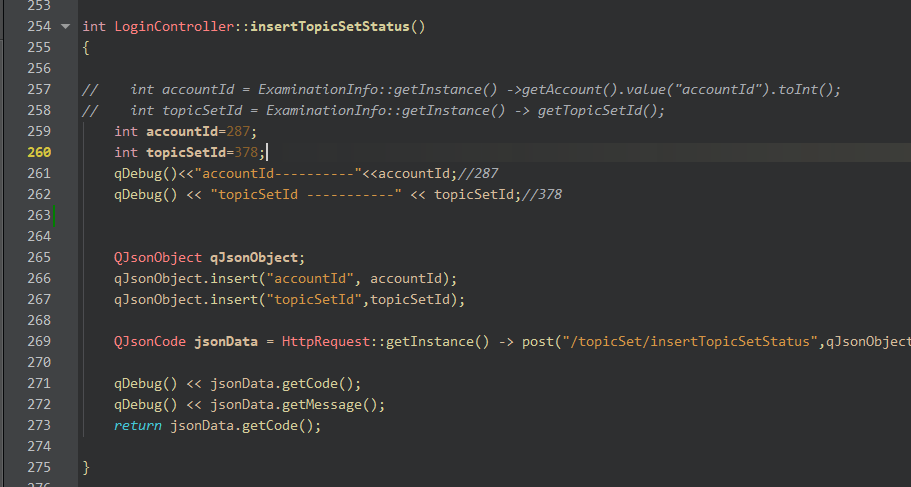 253
254 int LoginController::insertTopicSetStatus()
255 {
256
257 //    int accountId = ExaminationInfo::getInstance() ->getAccount().value("accountId").toInt();
258 //    int topicSetId = ExaminationInfo::getInstance() -> getTopicSetId();
259     int accountId=287;
260     int topicSetId=378;
261     qDebug()<<"accountId----------"<<accountId;//287
262     qDebug() << "topicSetId -----------" << topicSetId;//378
263
264
265     QJsonObject qJsonObject;
266     qJsonObject.insert("accountId", accountId);
267     qJsonObject.insert("topicSetId",topicSetId);
268
269     QJsonCode jsonData = HttpRequest::getInstance() -> post("/topicSet/insertTopicSetStatus",qJsonObject
270
271     qDebug() << jsonData.getCode();
272     qDebug() << jsonData.getMessage();
273     return jsonData.getCode();
274
275 }
276